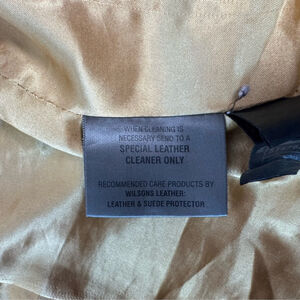 WHEN CLEANING IS
NECESSARY SEND TO A
SPECIAL LEATHER
CLEANER ONLY
RECOMMENDED CARE PRODUCTS BY
WILSONS LEATHER:
LEATHER & SUEDE PROTECTOR